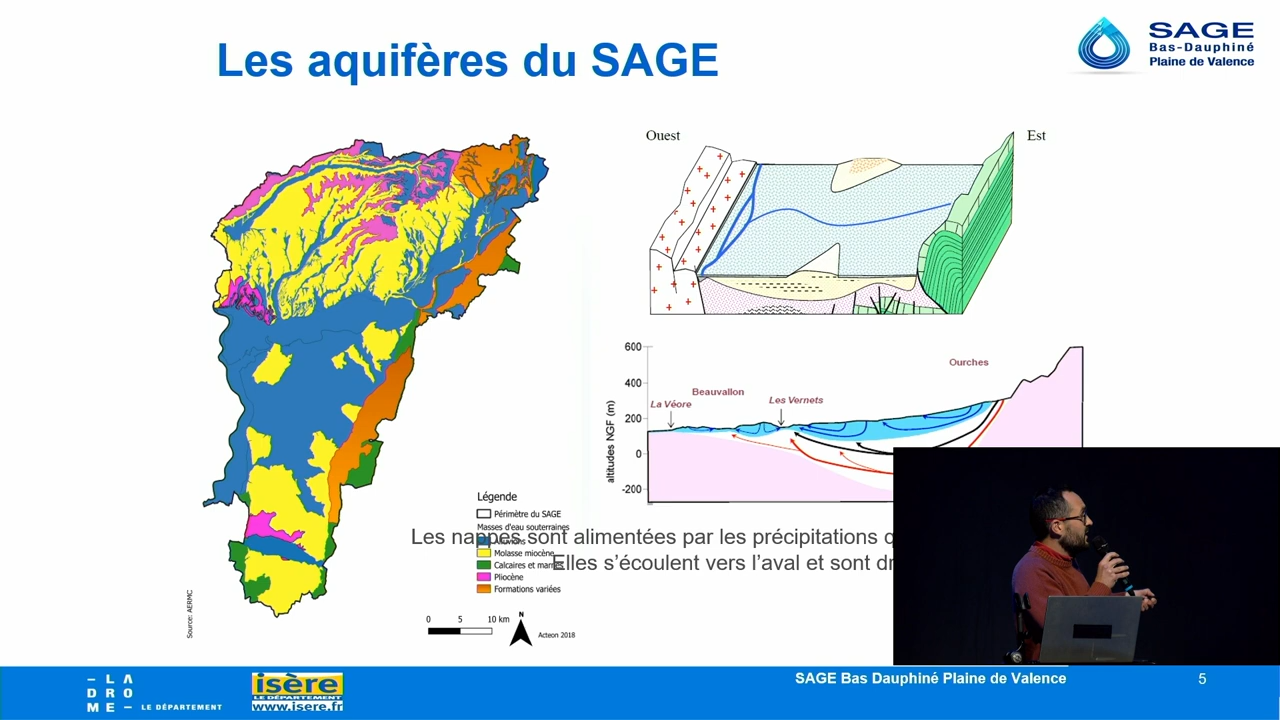 Les aquifères du SAGE
SAGE
Bas-Dauphiné
Plaine de Valence
Ouest
Est
600
400
200
0
-200
altitudes NGF (m)
La Véore
Beauvallon
Les Vernets
Ourches
Légende
Périmètre du SAGE
Masses d'eau souterraines
Alluvions
Molasse miocène
Calcaires et marnes
Pliocène
Formations variées
Les nappes sont alimentées par les précipitations
Elles s'écoulent vers l'aval et sont
0 5 10 km
N
Acteon 2018
Source: AERMC
– LA
DRO
ME – LE DÉPARTEMENT
isère
LE DÉPARTEMENT
www.isere.fr
SAGE Bas Dauphiné Plaine de Valence
5